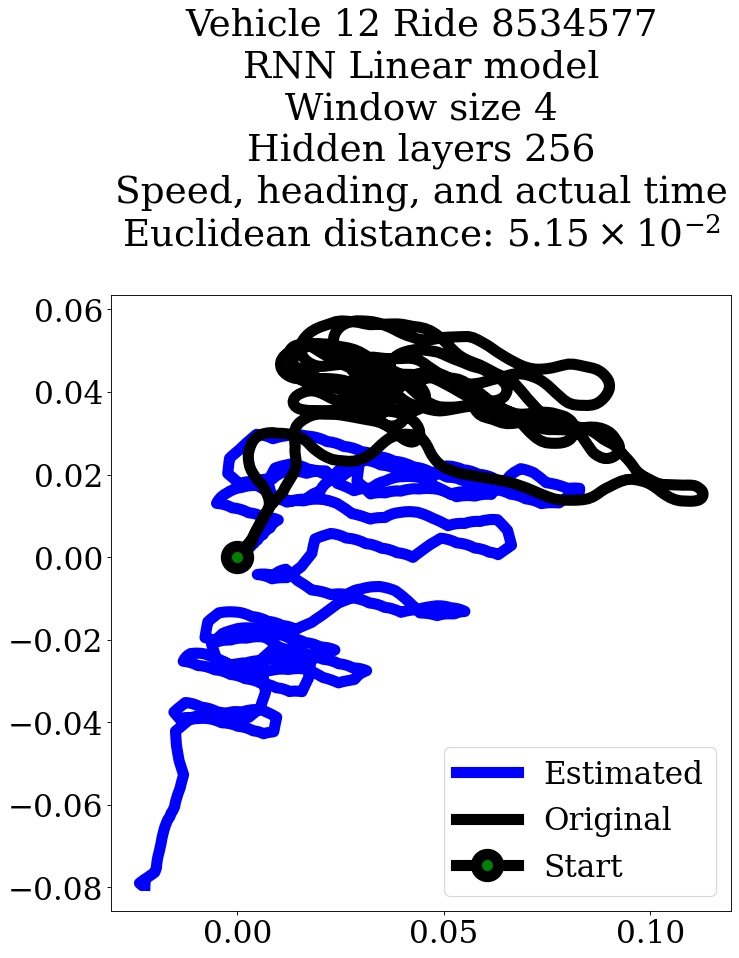 Vehicle 12 Ride 8534577
RNN Linear model
Window size 4
Hidden layers 256
Speed, heading, and actual time
Euclidean distance: 5.15 × 10⁻²
0.06
0.04
0.02
0.00
−0.02
−0.04
−0.06
−0.08
Estimated
Original
Start
0.00 0.05 0.10